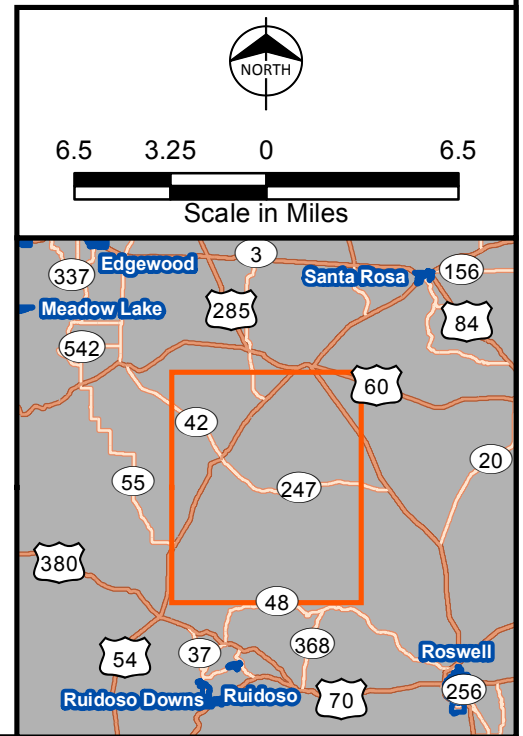 NORTH
6.5 3.25 0 6.5
Scale in Miles
3
337
Edgewood
Santa Rosa
156
Meadow Lake
285
84
542
60
42
20
55
247
380
48
54
37
368
Roswell
Ruidoso Downs
Ruidoso
70
256